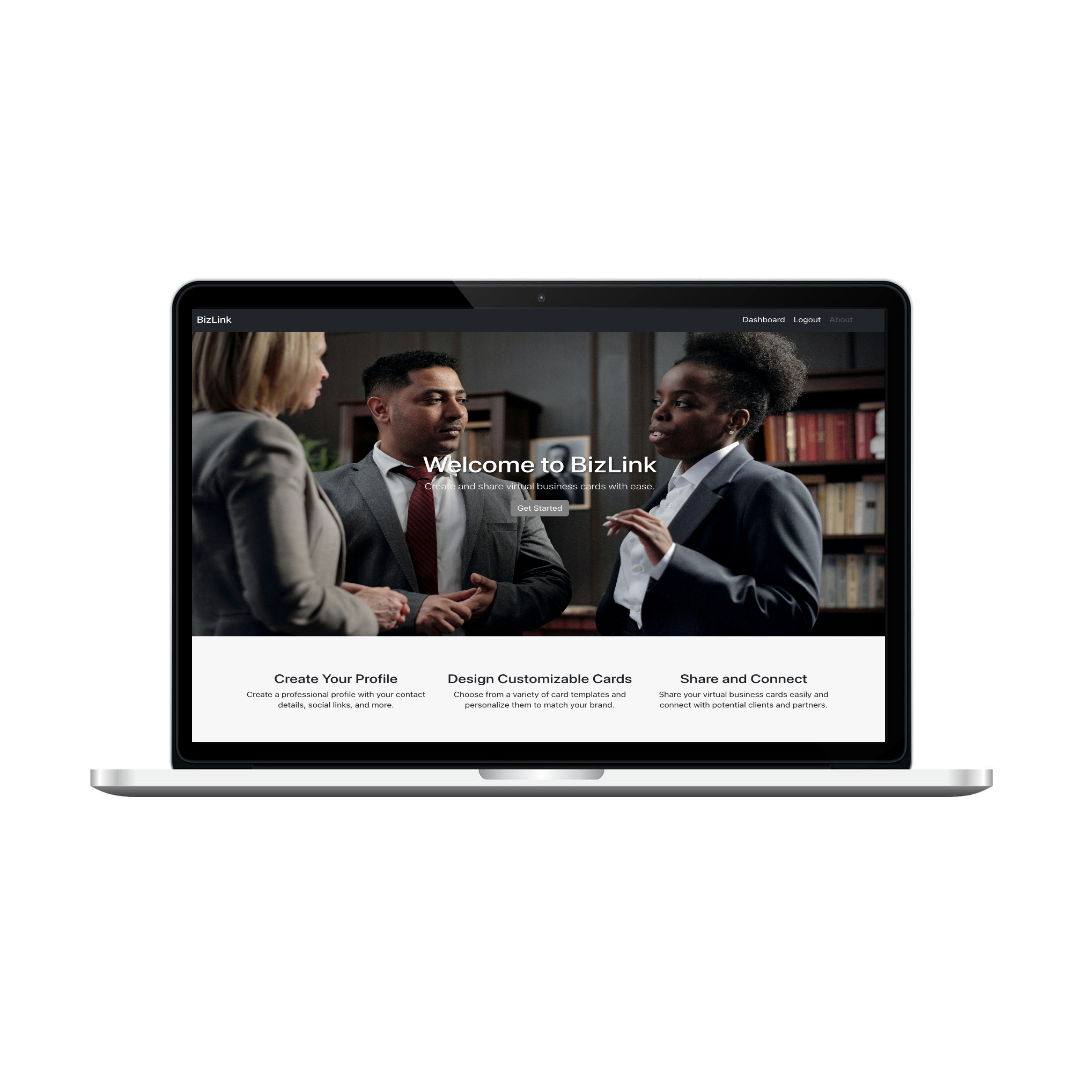 BizLink
Dashboard Logout About
Welcome to BizLink
Create and share virtual business cards with ease.
Get Started
Create Your Profile
Create a professional profile with your contact
details, social links, and more.
Design Customizable Cards
Choose from a variety of card templates and
personalize them to match your brand.
Share and Connect
Share your virtual business cards easily and
connect with potential clients and partners.